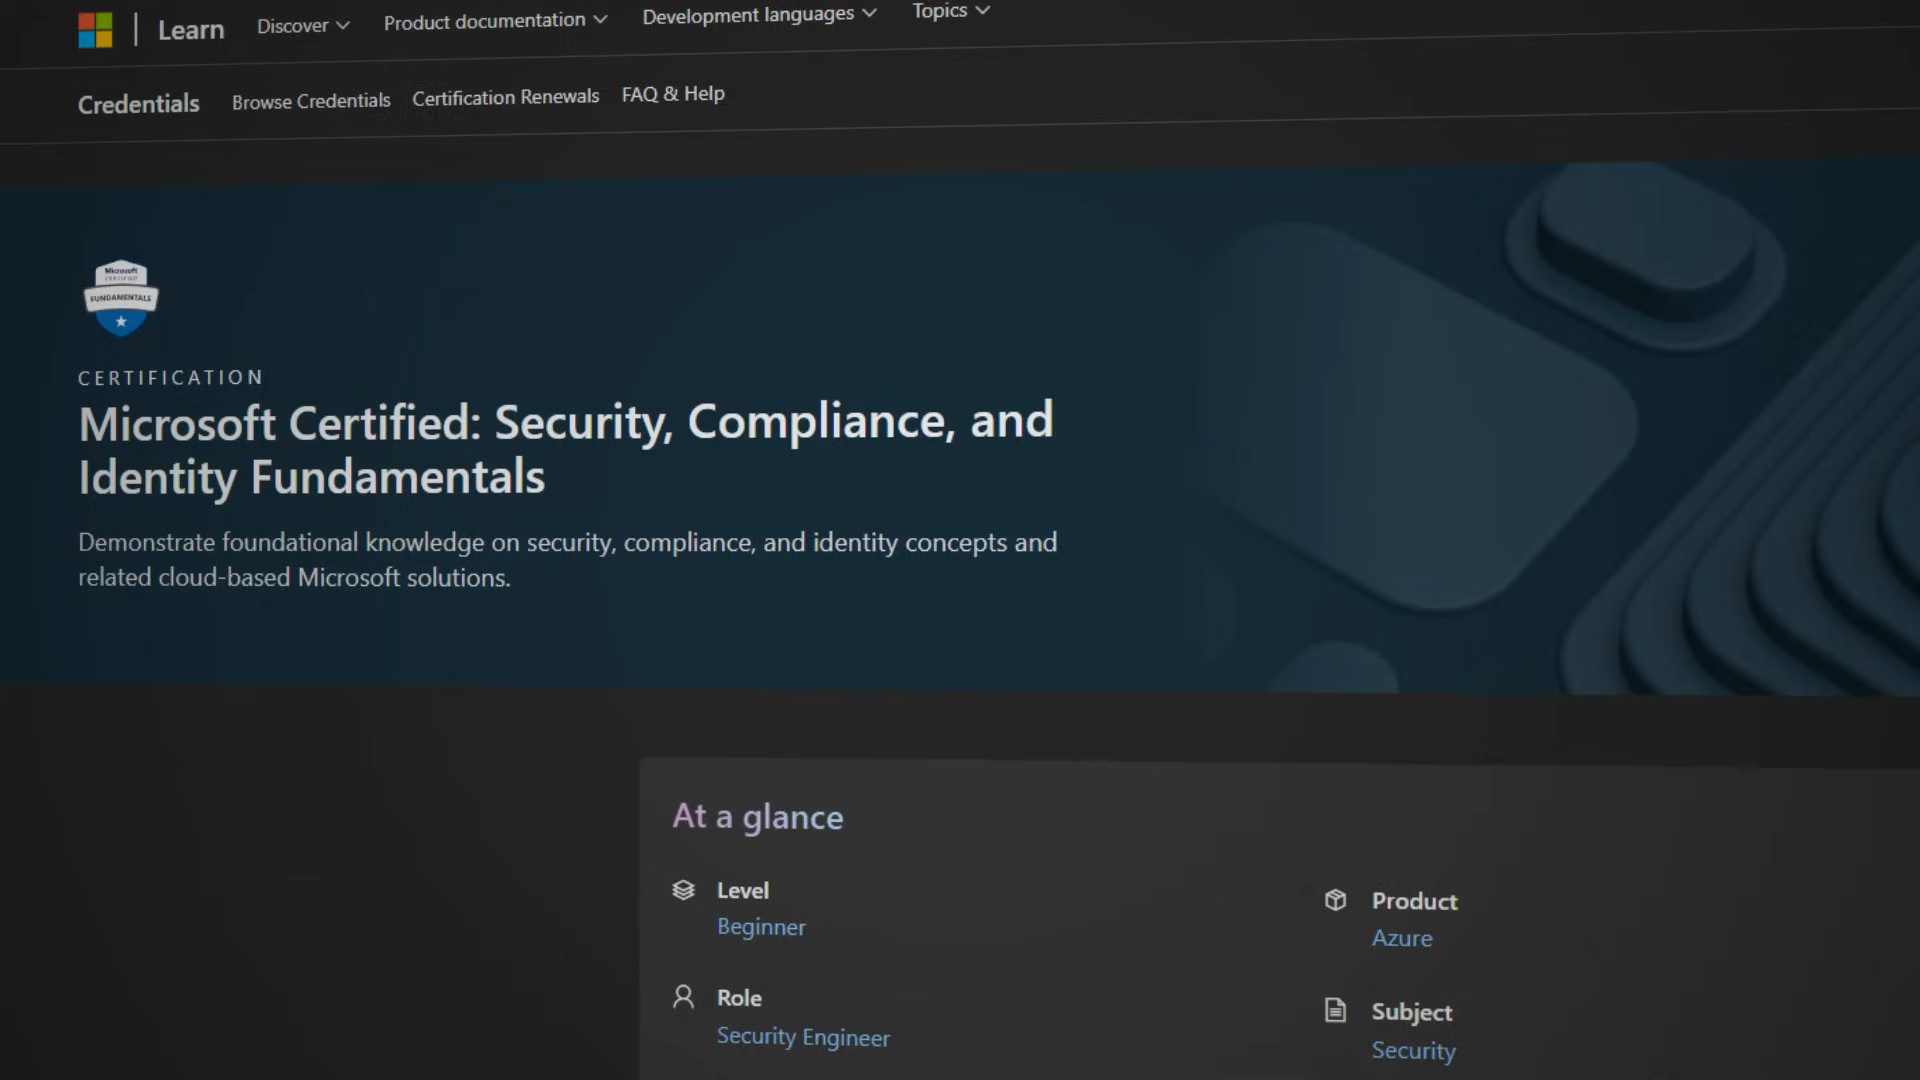 Learn Discover Product documentation Development languages Topics
Credentials Browse Credentials Certification Renewals FAQ & Help
Microsoft
CERTIFIED
FUNDAMENTALS
CERTIFICATION
Microsoft Certified: Security, Compliance, and
Identity Fundamentals
Demonstrate foundational knowledge on security, compliance, and identity concepts and
related cloud-based Microsoft solutions.
At a glance
Level
Beginner
Product
Azure
Role
Security Engineer
Subject
Security